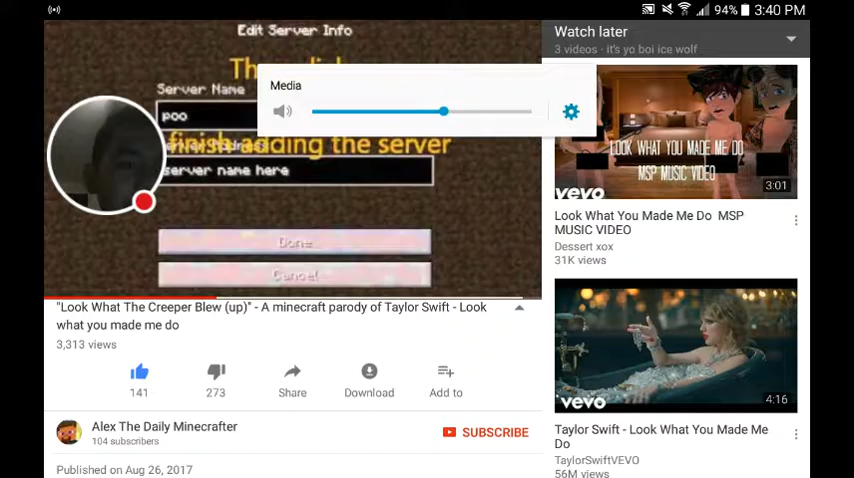 94% 3:40 PM
Edit Server Info
Server Name
poo
finish adding the server
server name here
Done
Cancel
Media
"Look What The Creeper Blew (up)" - A minecraft parody of Taylor Swift - Look
what you made me do
3,313 views
141
273
Share
Download
Add to
Alex The Daily Minecrafter
104 subscribers
SUBSCRIBE
Published on Aug 26, 2017
Watch later
3 videos · it's yo boi ice wolf
LOOK WHAT YOU MADE ME DO
MSP MUSIC VIDEO
vevo
3:01
Look What You Made Me Do MSP
MUSIC VIDEO
Dessert xox
31K views
vevo
4:16
Taylor Swift - Look What You Made Me
Do
TaylorSwiftVEVO
56M views